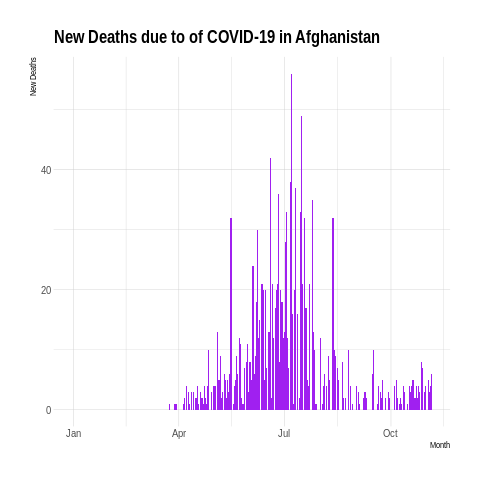 New Deaths due to of COVID-19 in Afghanistan
New Deaths
40
20
0
Jan Apr Jul Oct
Month